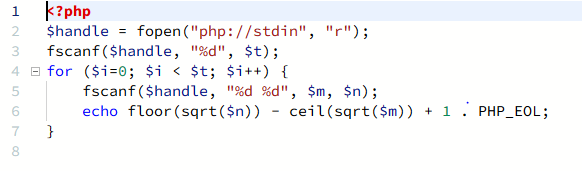 1 <?php
2 $handle = fopen("php://stdin", "r");
3 fscanf($handle, "%d", $t);
4 for ($i=0; $i < $t; $i++) {
5     fscanf($handle, "%d %d", $m, $n);
6     echo floor(sqrt($n)) - ceil(sqrt($m)) + 1 . PHP_EOL;
7 }
8